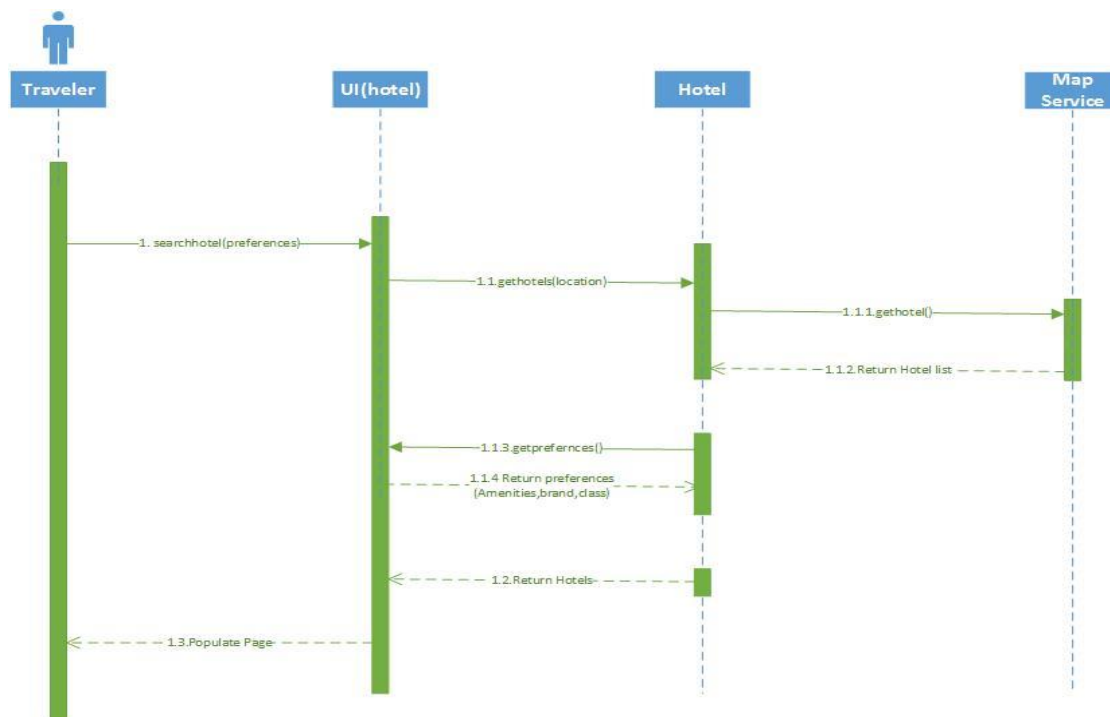 Traveler
UI(hotel)
Hotel
Map
Service
1. searchhotel(preferences)
1.1.gethotels(location)
1.1.1.gethotel()
1.1.2.Return Hotel list
1.1.3.getprefernces()
1.1.4 Return preferences
(Amenities,brand,class)
1.2.Return Hotels
1.3.Populate Page